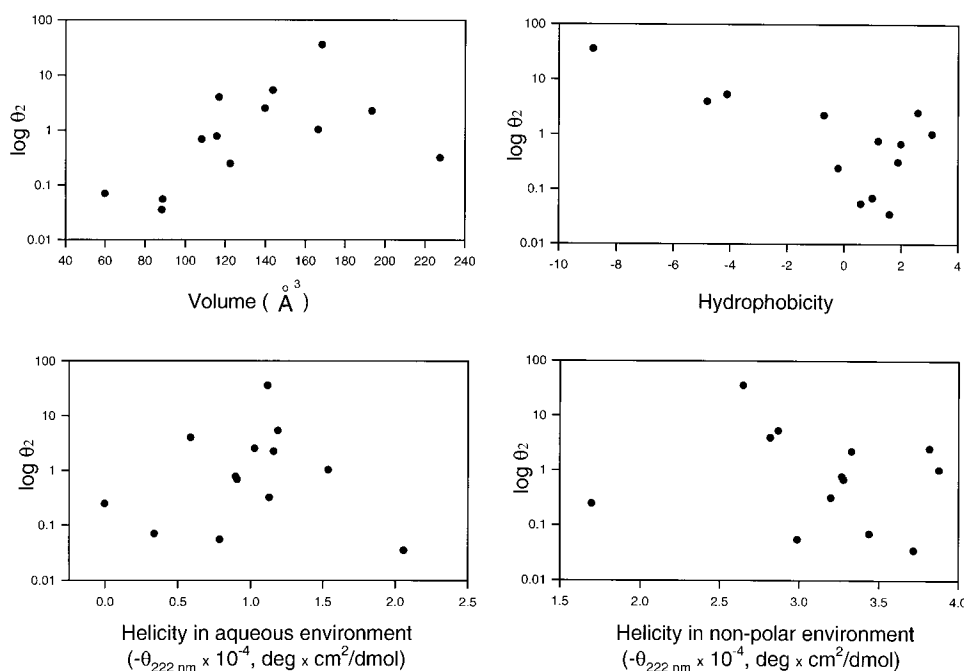 100
10
1
0.1
0.01
log θ2
40 60 80 100 120 140 160 180 200 220 240
Volume ( Å 3 )
100
10
1
0.1
0.01
log θ2
-10 -8 -6 -4 -2 0 2 4
Hydrophobicity
100
10
1
0.1
0.01
log θ2
0.0 0.5 1.0 1.5 2.0 2.5
Helicity in aqueous environment
(-θ222 nm x 10-4, deg x cm2/dmol)
100
10
1
0.1
0.01
log θ2
1.5 2.0 2.5 3.0 3.5 4.0
Helicity in non-polar environment
(-θ222 nm x 10-4, deg x cm2/dmol)